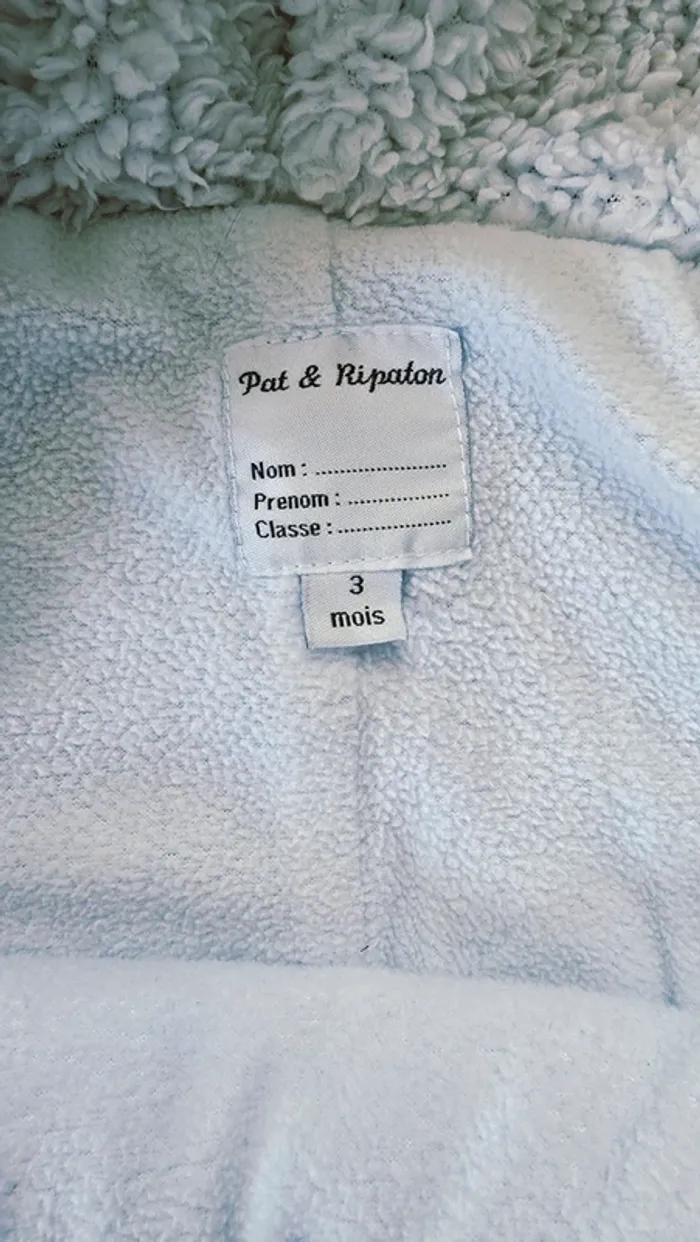 Pat & Ripaton
Nom : ........................
Prenom : ..................
Classe : ....................
3
mois